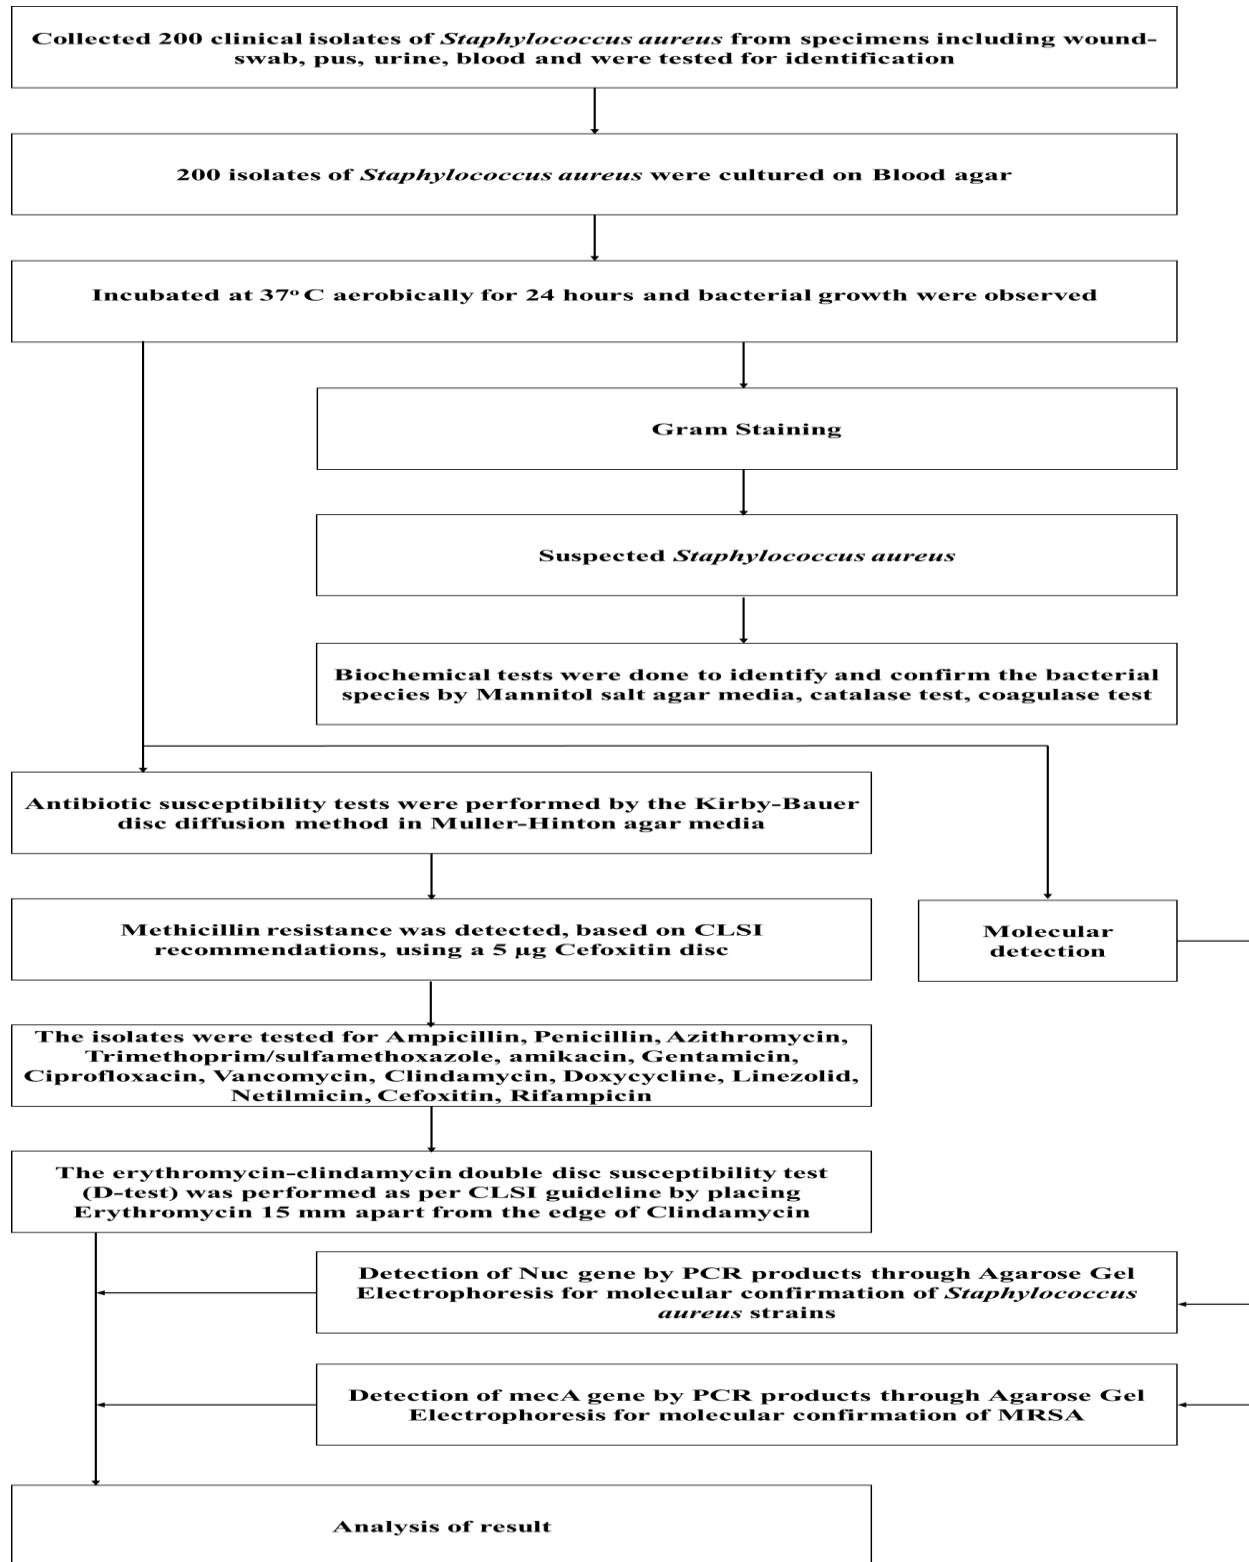 Collected 200 clinical isolates of Staphylococcus aureus from specimens including wound-
swab, pus, urine, blood and were tested for identification
200 isolates of Staphylococcus aureus were cultured on Blood agar
Incubated at 37° C aerobically for 24 hours and bacterial growth were observed
Gram Staining
Suspected Staphylococcus aureus
Biochemical tests were done to identify and confirm the bacterial
species by Mannitol salt agar media, catalase test, coagulase test
Antibiotic susceptibility tests were performed by the Kirby-Bauer
disc diffusion method in Muller-Hinton agar media
Methicillin resistance was detected, based on CLSI
recommendations, using a 5 µg Cefoxitin disc
Molecular
detection
The isolates were tested for Ampicillin, Penicillin, Azithromycin,
Trimethoprim/sulfamethoxazole, amikacin, Gentamicin,
Ciprofloxacin, Vancomycin, Clindamycin, Doxycycline, Linezolid,
Netilmicin, Cefoxitin, Rifampicin
The erythromycin-clindamycin double disc susceptibility test
(D-test) was performed as per CLSI guideline by placing
Erythromycin 15 mm apart from the edge of Clindamycin
Detection of Nuc gene by PCR products through Agarose Gel
Electrophoresis for molecular confirmation of Staphylococcus
aureus strains
Detection of mecA gene by PCR products through Agarose Gel
Electrophoresis for molecular confirmation of MRSA
Analysis of result